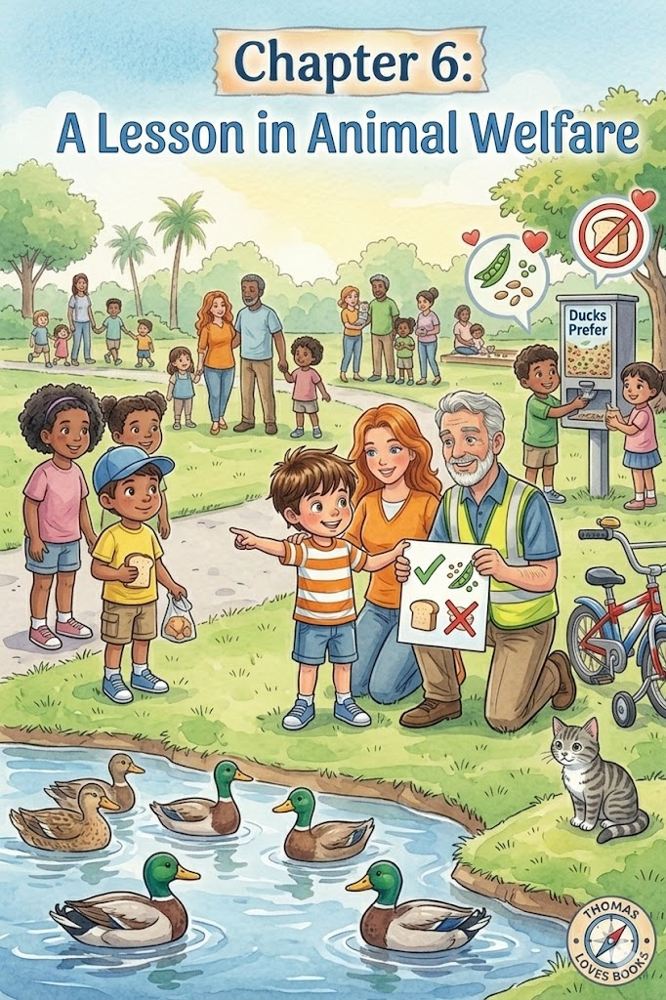 Chapter 6:
A Lesson in Animal Welfare
Ducks
Prefer
THOMAS
LOVES BOOKS